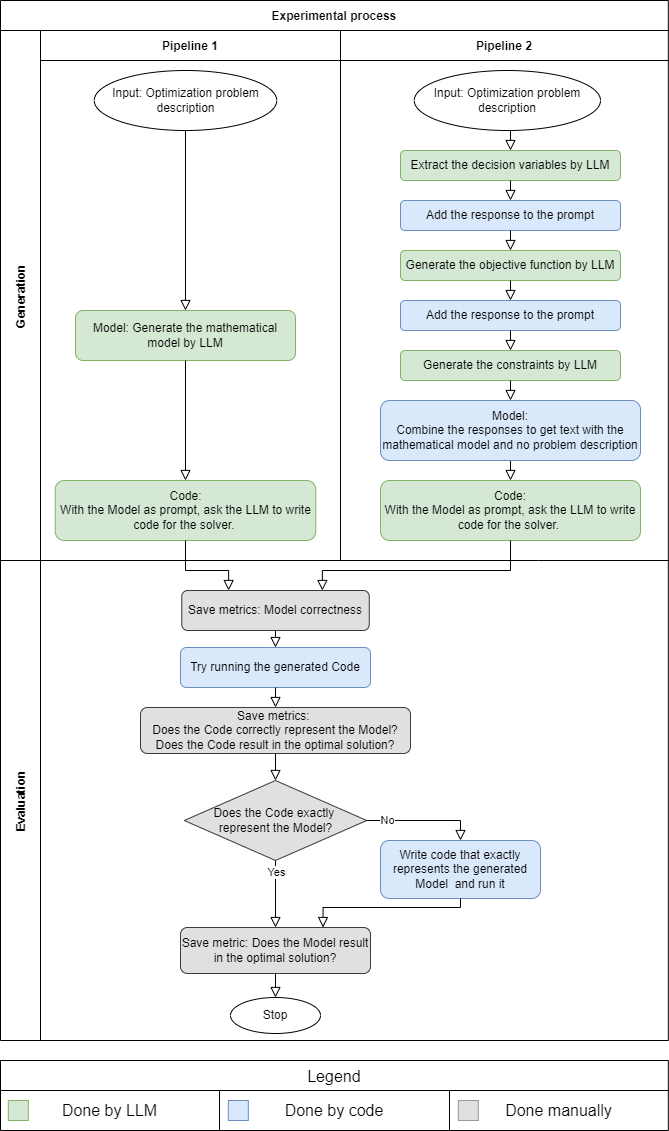 Experimental process
Pipeline 1
Pipeline 2
Generation
Input: Optimization problem
description
Model: Generate the mathematical
model by LLM
Code:
With the Model as prompt, ask the LLM to write
code for the solver.
Input: Optimization problem
description
Extract the decision variables by LLM
Add the response to the prompt
Generate the objective function by LLM
Add the response to the prompt
Generate the constraints by LLM
Model:
Combine the responses to get text with the
mathematical model and no problem description
Code:
With the Model as prompt, ask the LLM to write
code for the solver.
Evaluation
Save metrics: Model correctness
Try running the generated Code
Save metrics:
Does the Code correctly represent the Model?
Does the Code result in the optimal solution?
Does the Code exactly
represent the Model?
No
Write code that exactly
represents the generated
Model and run it
Yes
Save metric: Does the Model result
in the optimal solution?
Stop
Legend
Done by LLM
Done by code
Done manually